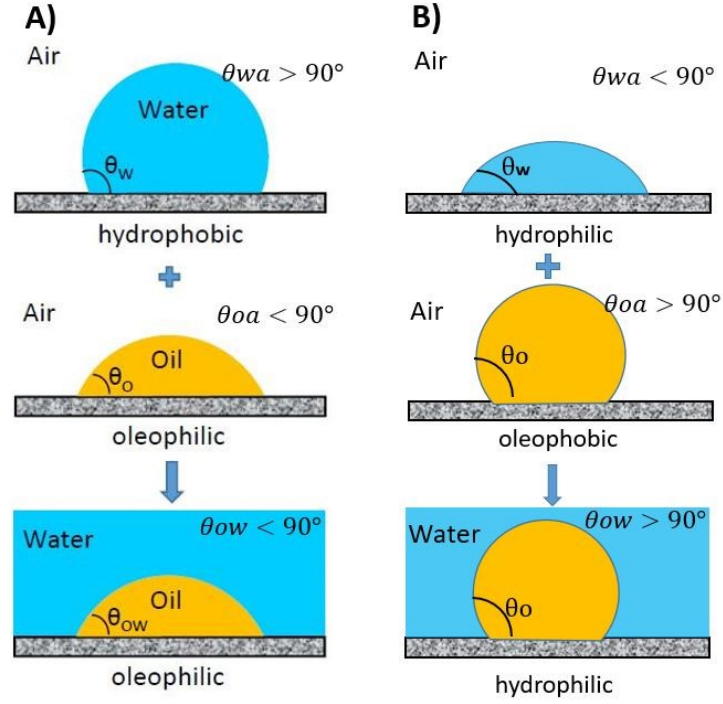 A)
Air
θwa > 90°
Water
θw
hydrophobic
Air
θoa < 90°
Oil
θO
oleophilic
θow < 90°
Water
Oil
θOW
oleophilic
B)
Air
θwa < 90°
θw
hydrophilic
Air
θoa > 90°
θo
oleophobic
Water
θow > 90°
θo
hydrophilic